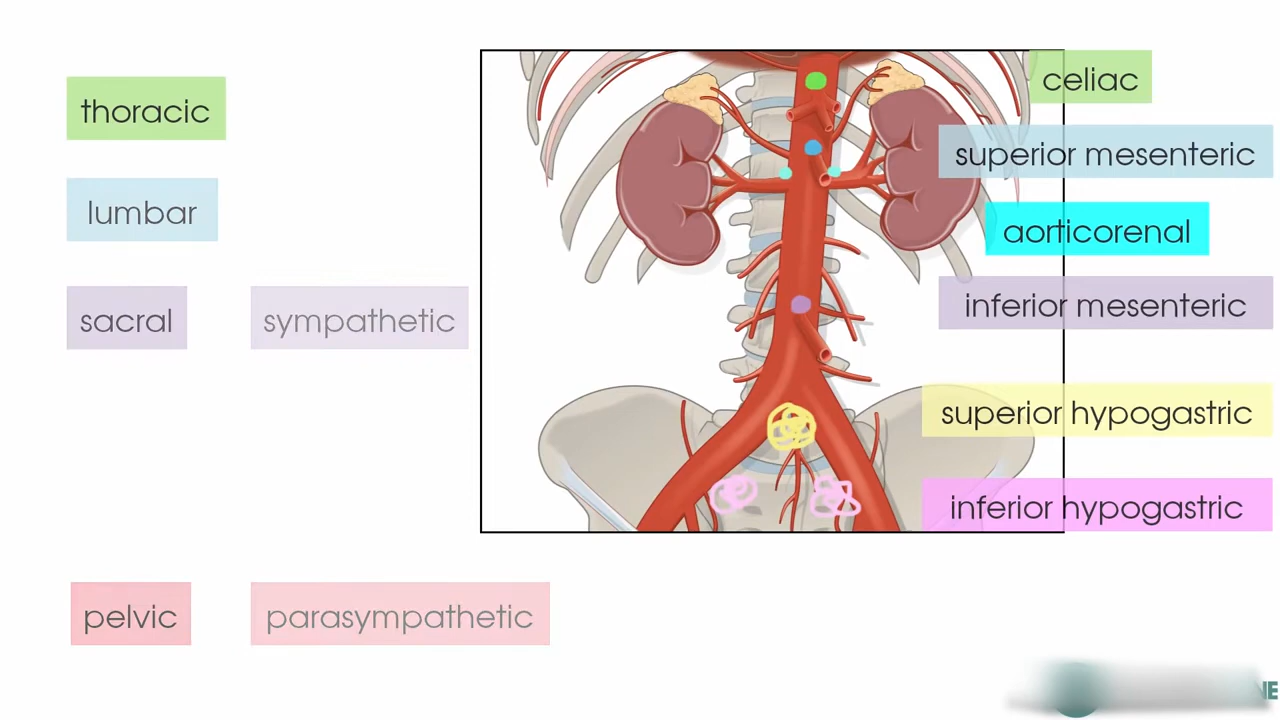 thoracic
lumbar
sacral
sympathetic
pelvic
parasympathetic
celiac
superior mesenteric
aorticorenal
inferior mesenteric
superior hypogastric
inferior hypogastric